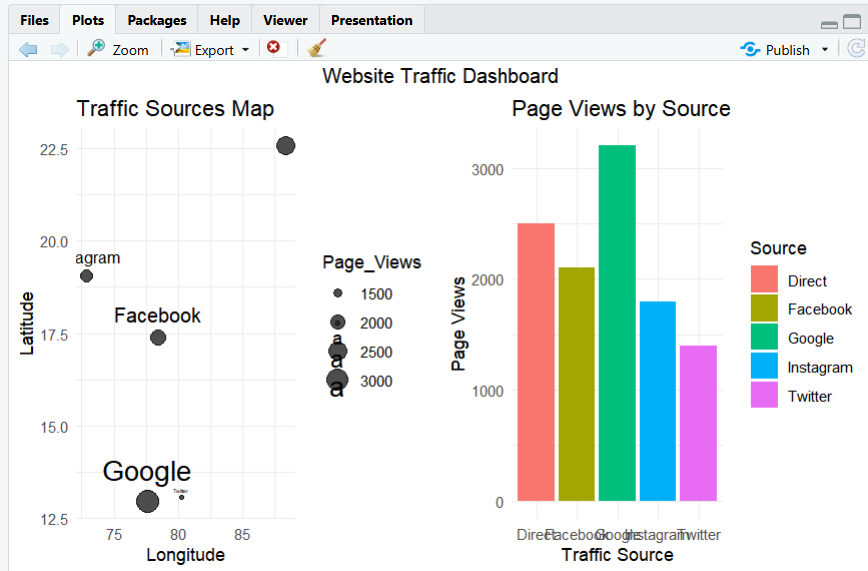 Files Plots Packages Help Viewer Presentation
Zoom Export Publish
Website Traffic Dashboard
Traffic Sources Map
22.5
20.0
17.5
15.0
12.5
Latitude
agram
Facebook
Google
Twitter
75 80 85
Longitude
Page_Views
1500
a 2000
a
2500
a
3000
a
Page Views by Source
3000
2000
1000
0
Page Views
Direct Facebook Google Instagram Twitter
Traffic Source
Source
Direct
Facebook
Google
Instagram
Twitter